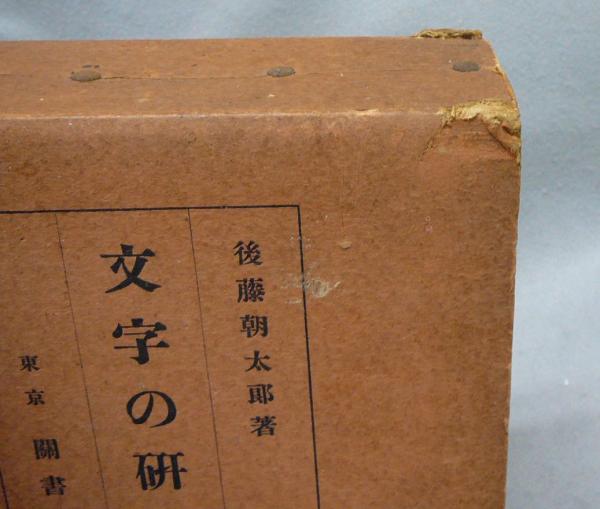 後藤朝太郎著
文字の研
東京 關書